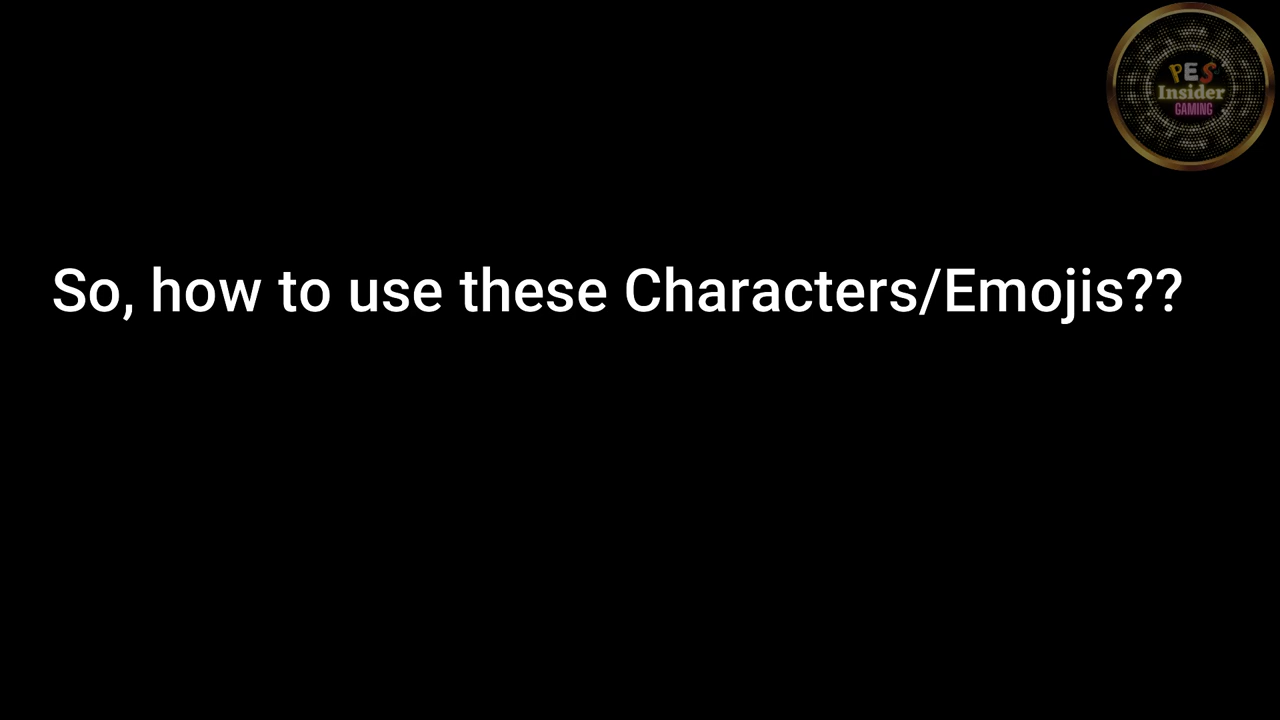 PES
Insider
GAMING
So, how to use these Characters/Emojis??